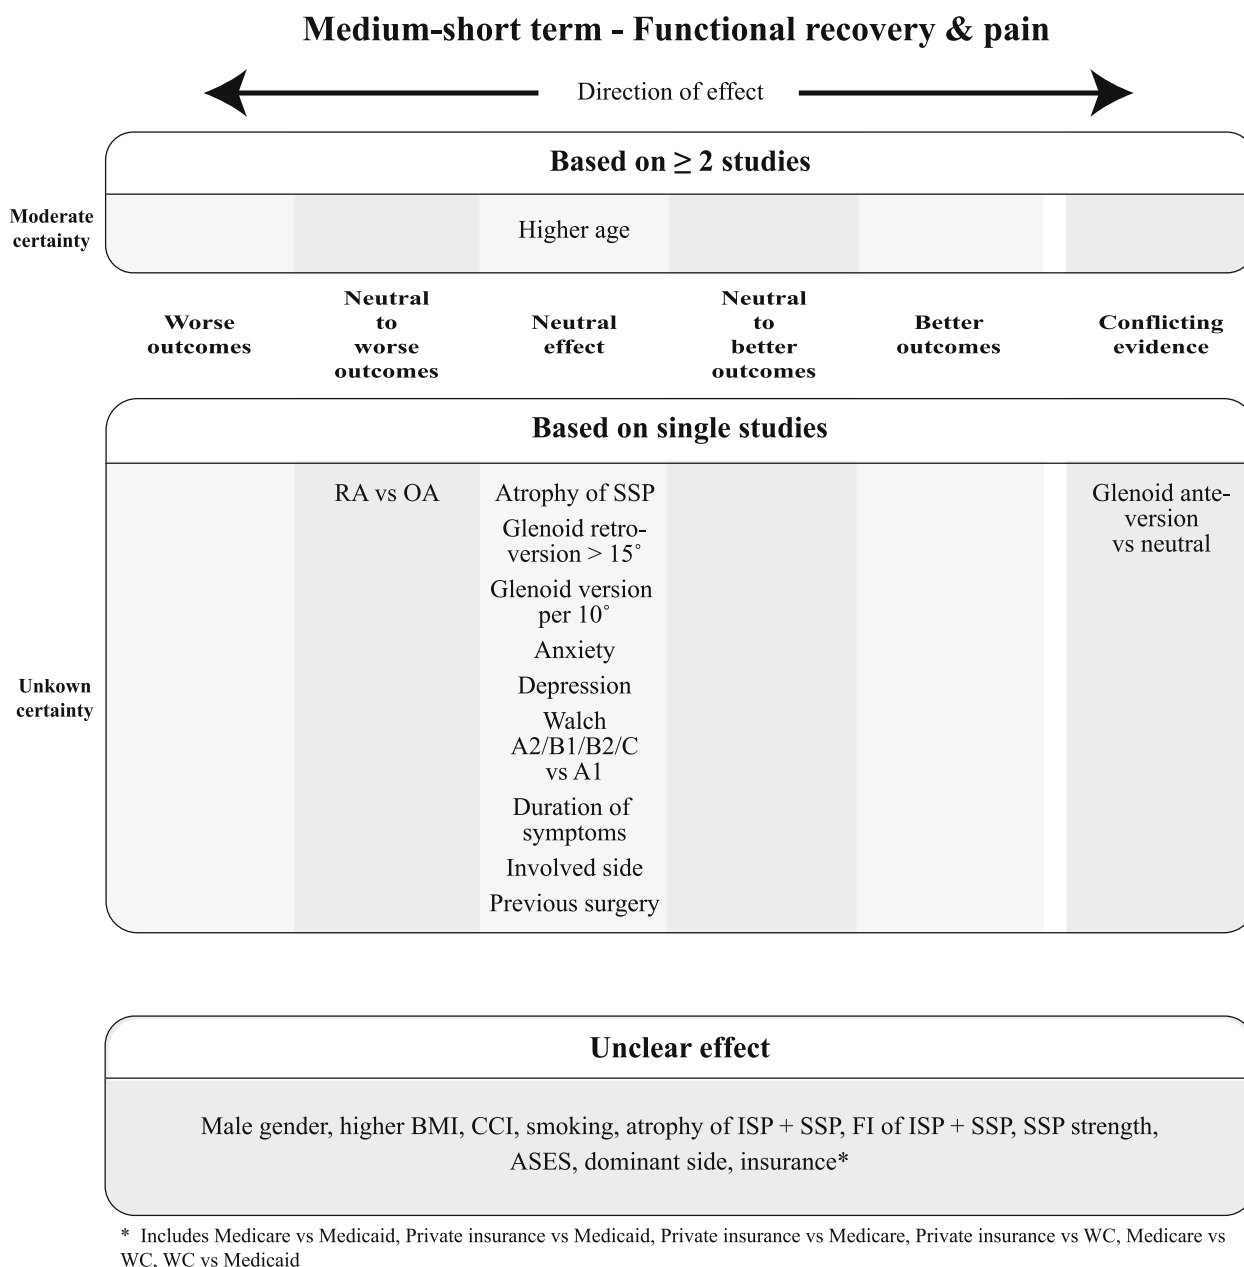 Medium-short term - Functional recovery & pain
Direction of effect
Based on ≥ 2 studies
Moderate
certainty
Higher age
Worse
outcomes
Neutral
to
worse
outcomes
Neutral
effect
Neutral
to
better
outcomes
Better
outcomes
Conflicting
evidence
Based on single studies
Unkown
certainty
RA vs OA
Atrophy of SSP
Glenoid retro-
version > 15°
Glenoid version
per 10°
Anxiety
Depression
Walch
A2/B1/B2/C
vs A1
Duration of
symptoms
Involved side
Previous surgery
Glenoid ante-
version
vs neutral
Unclear effect
Male gender, higher BMI, CCI, smoking, atrophy of ISP + SSP, FI of ISP + SSP, SSP strength,
ASES, dominant side, insurance*
* Includes Medicare vs Medicaid, Private insurance vs Medicaid, Private insurance vs Medicare, Private insurance vs WC, Medicare vs
WC, WC vs Medicaid